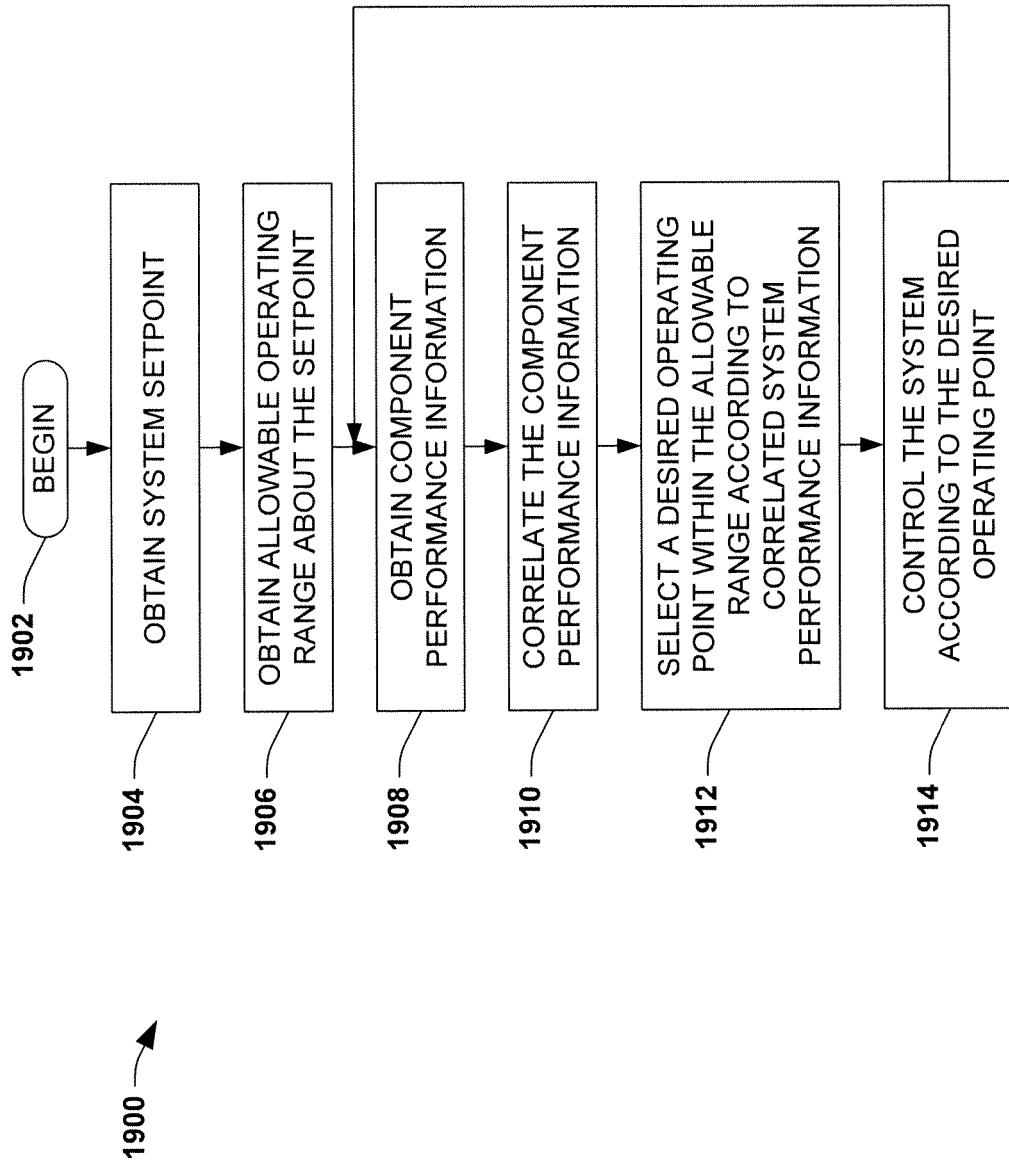 1900
1902
BEGIN
1904
OBTAIN SYSTEM SETPOINT
1906
OBTAIN ALLOWABLE OPERATING
RANGE ABOUT THE SETPOINT
1908
OBTAIN COMPONENT
PERFORMANCE INFORMATION
1910
CORRELATE THE COMPONENT
PERFORMANCE INFORMATION
1912
SELECT A DESIRED OPERATING
POINT WITHIN THE ALLOWABLE
RANGE ACCORDING TO
CORRELATED SYSTEM
PERFORMANCE INFORMATION
1914
CONTROL THE SYSTEM
ACCORDING TO THE DESIRED
OPERATING POINT